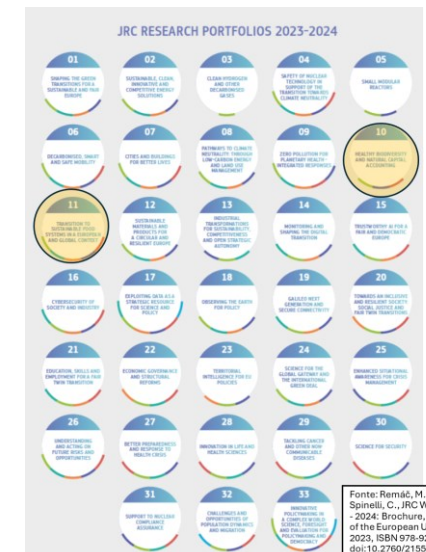 JRC RESEARCH PORTFOLIOS 2023-2024
01
SHAPING THE GREEN
TRANSITIONS FOR A
SUSTAINABLE AND FAIR
EUROPE
02
SUSTAINABLE, CLEAN,
INNOVATIVE AND
COMPETITIVE ENERGY
SOLUTIONS
03
CLEAN HYDROGEN
AND OTHER
DECARBONISED
GASES
04
SAFETY OF NUCLEAR
TECHNOLOGY IN
SUPPORT OF THE
TRANSITION TOWARDS
CLIMATE NEUTRALITY
05
SMALL MODULAR
REACTORS
06
DECARBONISED, SMART
AND SAFE MOBILITY
07
CITIES AND BUILDINGS
FOR BETTER LIVES
08
PATHWAYS TO CLIMATE
NEUTRALITY THROUGH
LOW-CARBON ENERGY
AND LAND USE
MANAGEMENT
09
ZERO POLLUTION FOR
PLANETARY HEALTH -
INTEGRATED RESPONSES
10
HEALTHY BIODIVERSITY
AND NATURAL CAPITAL
ACCOUNTING
11
TRANSITION TO
SUSTAINABLE FOOD
SYSTEMS IN A EUROPEAN
AND GLOBAL CONTEXT
12
SUSTAINABLE
MATERIALS AND
PRODUCTS FOR
A CIRCULAR AND
RESILIENT EUROPE
13
INDUSTRIAL
TRANSFORMATIONS
FOR SUSTAINABILITY,
COMPETITIVENESS
AND OPEN STRATEGIC
AUTONOMY
14
MONITORING AND
SHAPING THE DIGITAL
TRANSITION
15
TRUSTWORTHY AI FOR A
FAIR AND DEMOCRATIC
EUROPE
16
CYBERSECURITY OF
SOCIETY AND INDUSTRY
17
DEPLOYING DATA AS A
STRATEGIC RESOURCE
FOR SCIENCE AND
POLICY
18
OBSERVING THE EARTH
FOR POLICY
19
GALILEO NEXT
GENERATION AND
SECURE CONNECTIVITY
20
TOWARDS AN INCLUSIVE
AND RESILIENT SOCIETY
SOCIAL JUSTICE AND
FAIR TWIN TRANSITIONS
21
EDUCATION, SKILLS AND
EMPLOYMENT FOR A FAIR
TWIN TRANSITION
22
ECONOMIC GOVERNANCE
AND STRUCTURAL
REFORMS
23
TERRITORIAL
INTELLIGENCE FOR EU
POLICIES
24
SCIENCE FOR THE
GLOBAL GATEWAY AND
THE INTERNATIONAL
GREEN DEAL
25
ENHANCED SITUATIONAL
AWARENESS FOR CRISIS
MANAGEMENT
26
UNDERSTANDING
AND ACTING ON
FUTURE RISKS AND
OPPORTUNITIES
27
BETTER PREPAREDNESS
AND RESPONSE TO
HEALTH CRISIS
28
INNOVATION IN LIFE AND
HEALTH SCIENCES
29
TACKLING CANCER
AND OTHER NON
COMMUNICABLE
DISEASES
30
SCIENCE FOR SECURITY
31
SUPPORT TO NUCLEAR
COMPLIANCE
ASSURANCE
32
CHALLENGES AND
OPPORTUNITIES OF
POPULATION DYNAMICS
AND MIGRATION
33
INNOVATIVE
POLICYMAKING IN
A COMPLEX WORLD
SCIENCE, FORESIGHT
AND EVALUATION FOR
POLICYMAKING AND
DEMOCRACY
Fonte: Remáč, M.
Spinelli, C., JRC W
- 2024: Brochure,
of the European U
2023, ISBN 978-92
doi:10.2760/2155